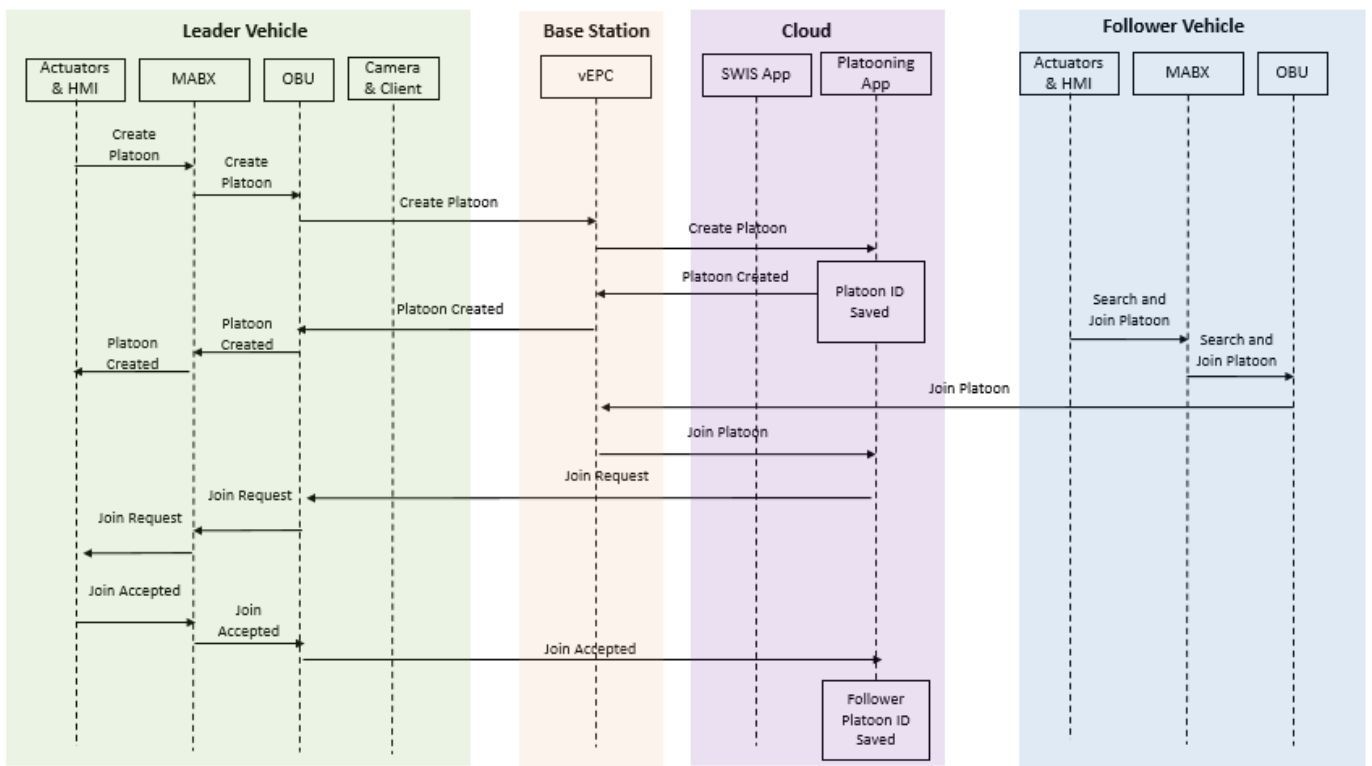 Leader Vehicle
Base Station
Cloud
Follower Vehicle
Actuators
& HMI
MABX
OBU
Camera
& Client
vEPC
SWIS App
Platooning
App
Actuators
& HMI
MABX
OBU
Create
Platoon
Create
Platoon
Create Platoon
Create Platoon
Platoon Created
Platoon ID
Saved
Platoon Created
Platoon
Created
Platoon
Created
Search and
Join Platoon
Search and
Join Platoon
Join Platoon
Join Platoon
Join Request
Join Request
Join Request
Join Accepted
Join
Accepted
Join Accepted
Follower
Platoon ID
Saved